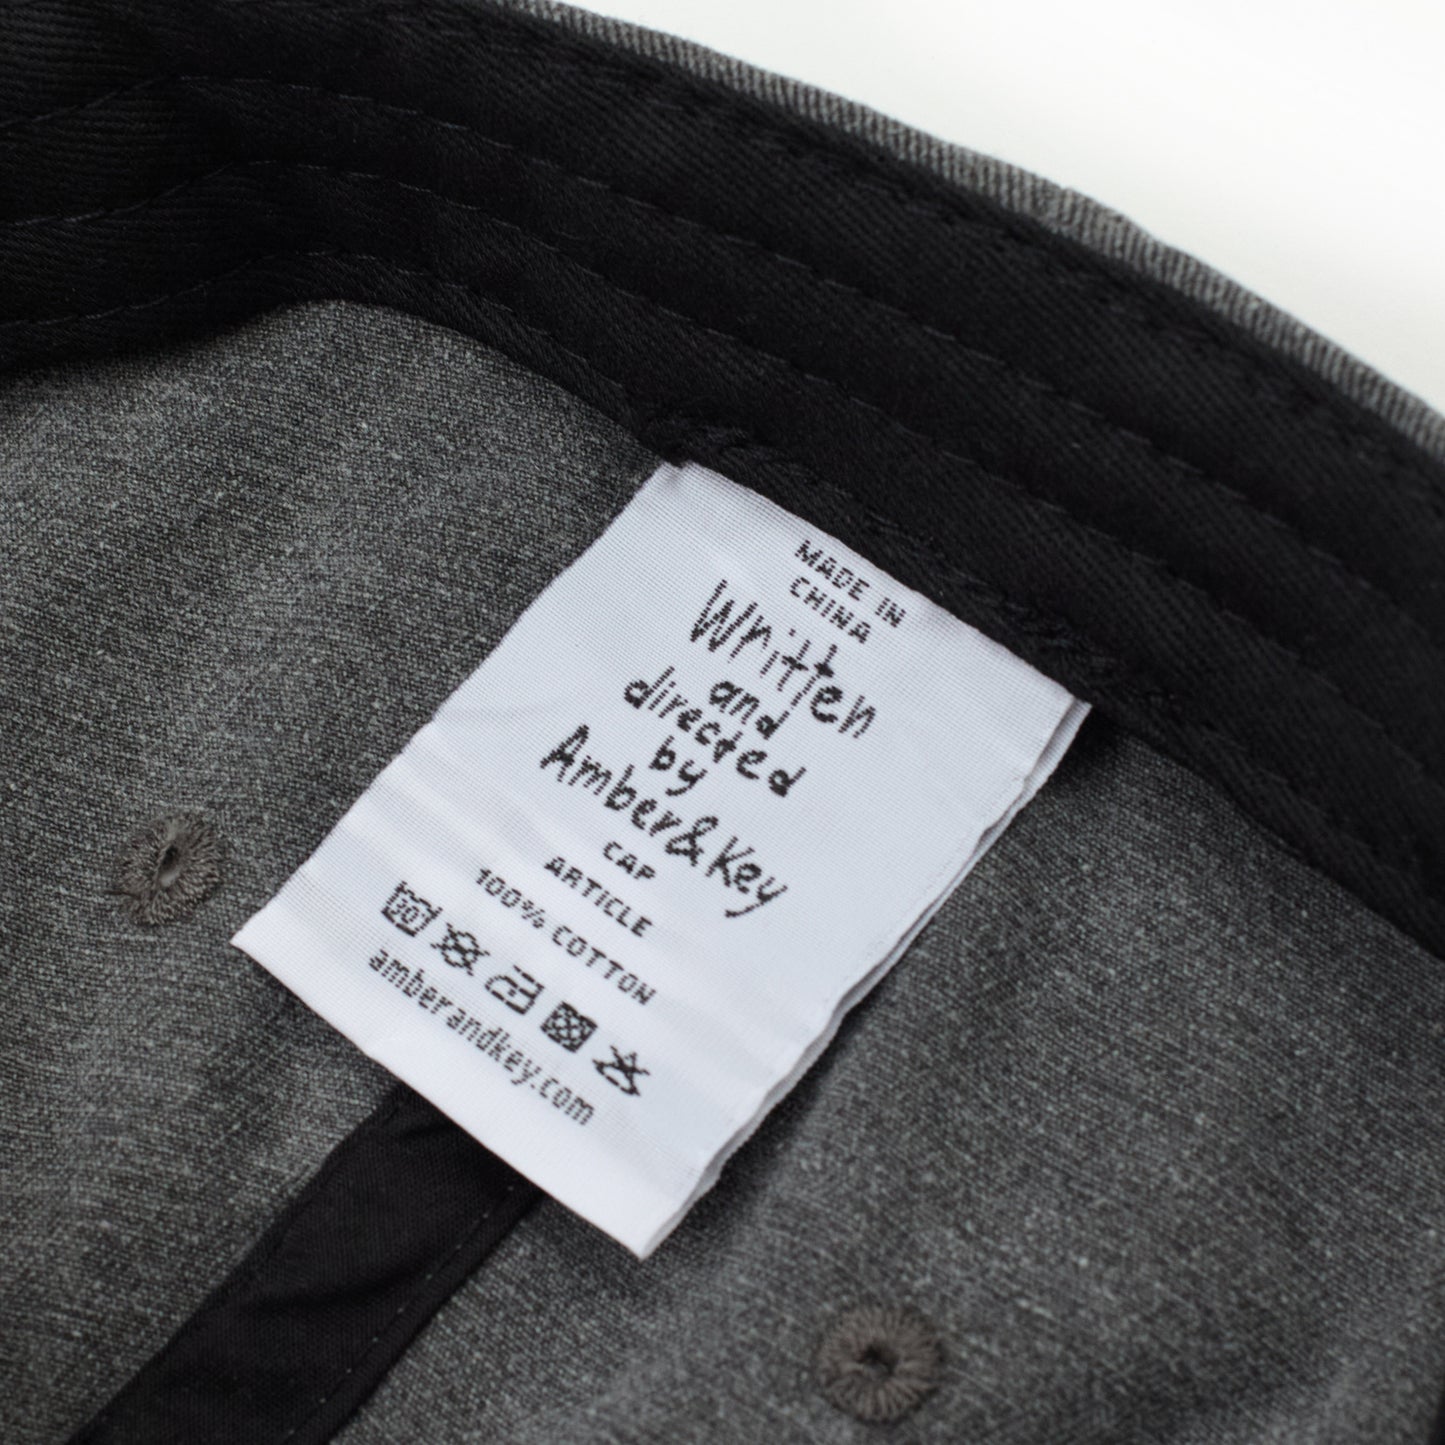 MADE IN
CHINA
Written
and
directed
by
Amber&Key
CAP
ARTICLE
100% COTTON
amberandkey.com